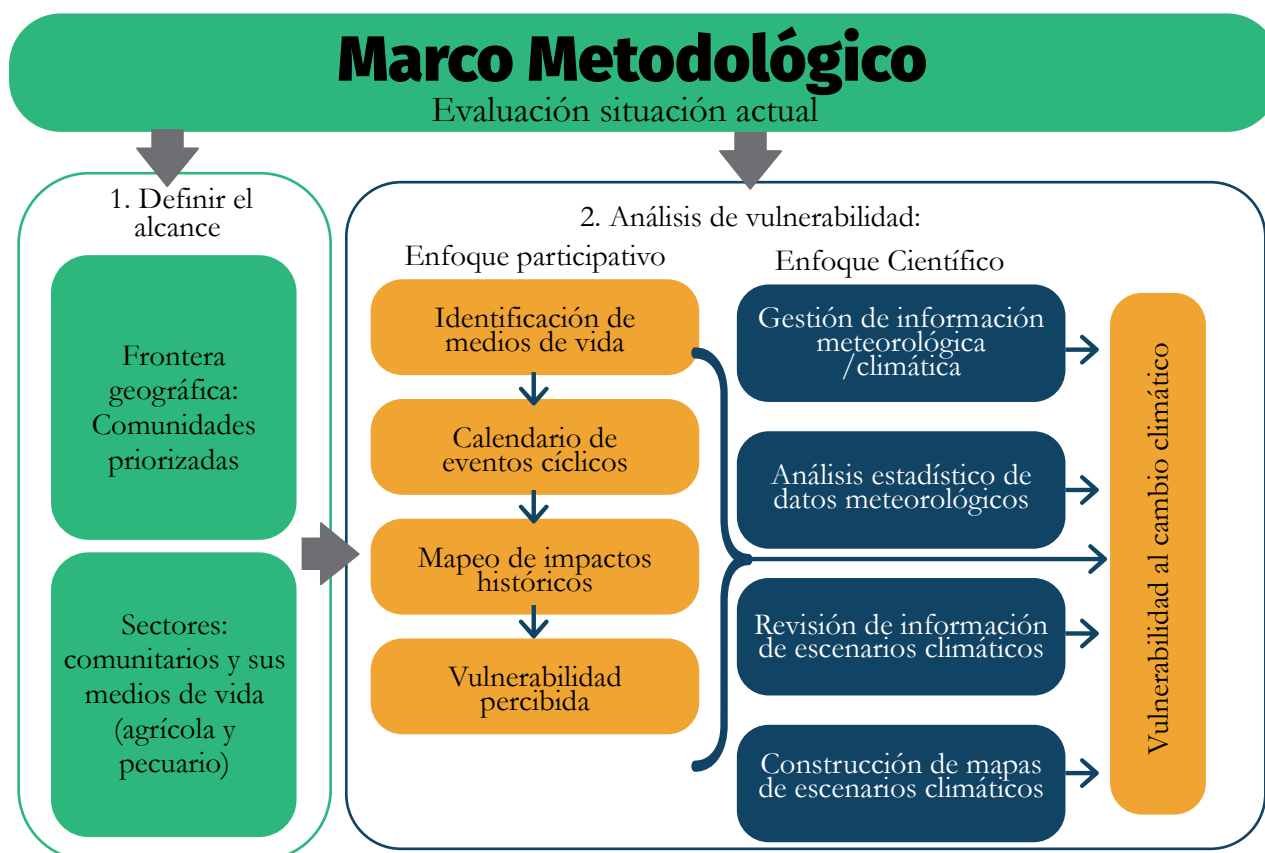 Marco Metodológico
Evaluación situación actual
1. Definir el
alcance
Frontera
geográfica:
Comunidades
priorizadas
Sectores:
comunitarios y sus
medios de vida
(agrícola y
pecuario)
2. Análisis de vulnerabilidad:
Enfoque participativo
Identificación de
medios de vida
Calendario de
eventos cíclicos
Mapeo de impactos
históricos
Vulnerabilidad
percibida
Enfoque Científico
Gestión de información
meteorológica
/climática
Análisis estadístico de
datos meteorológicos
Revisión de información
de escenarios climáticos
Construcción de mapas
de escenarios climáticos
Vulnerabilidad al cambio climático